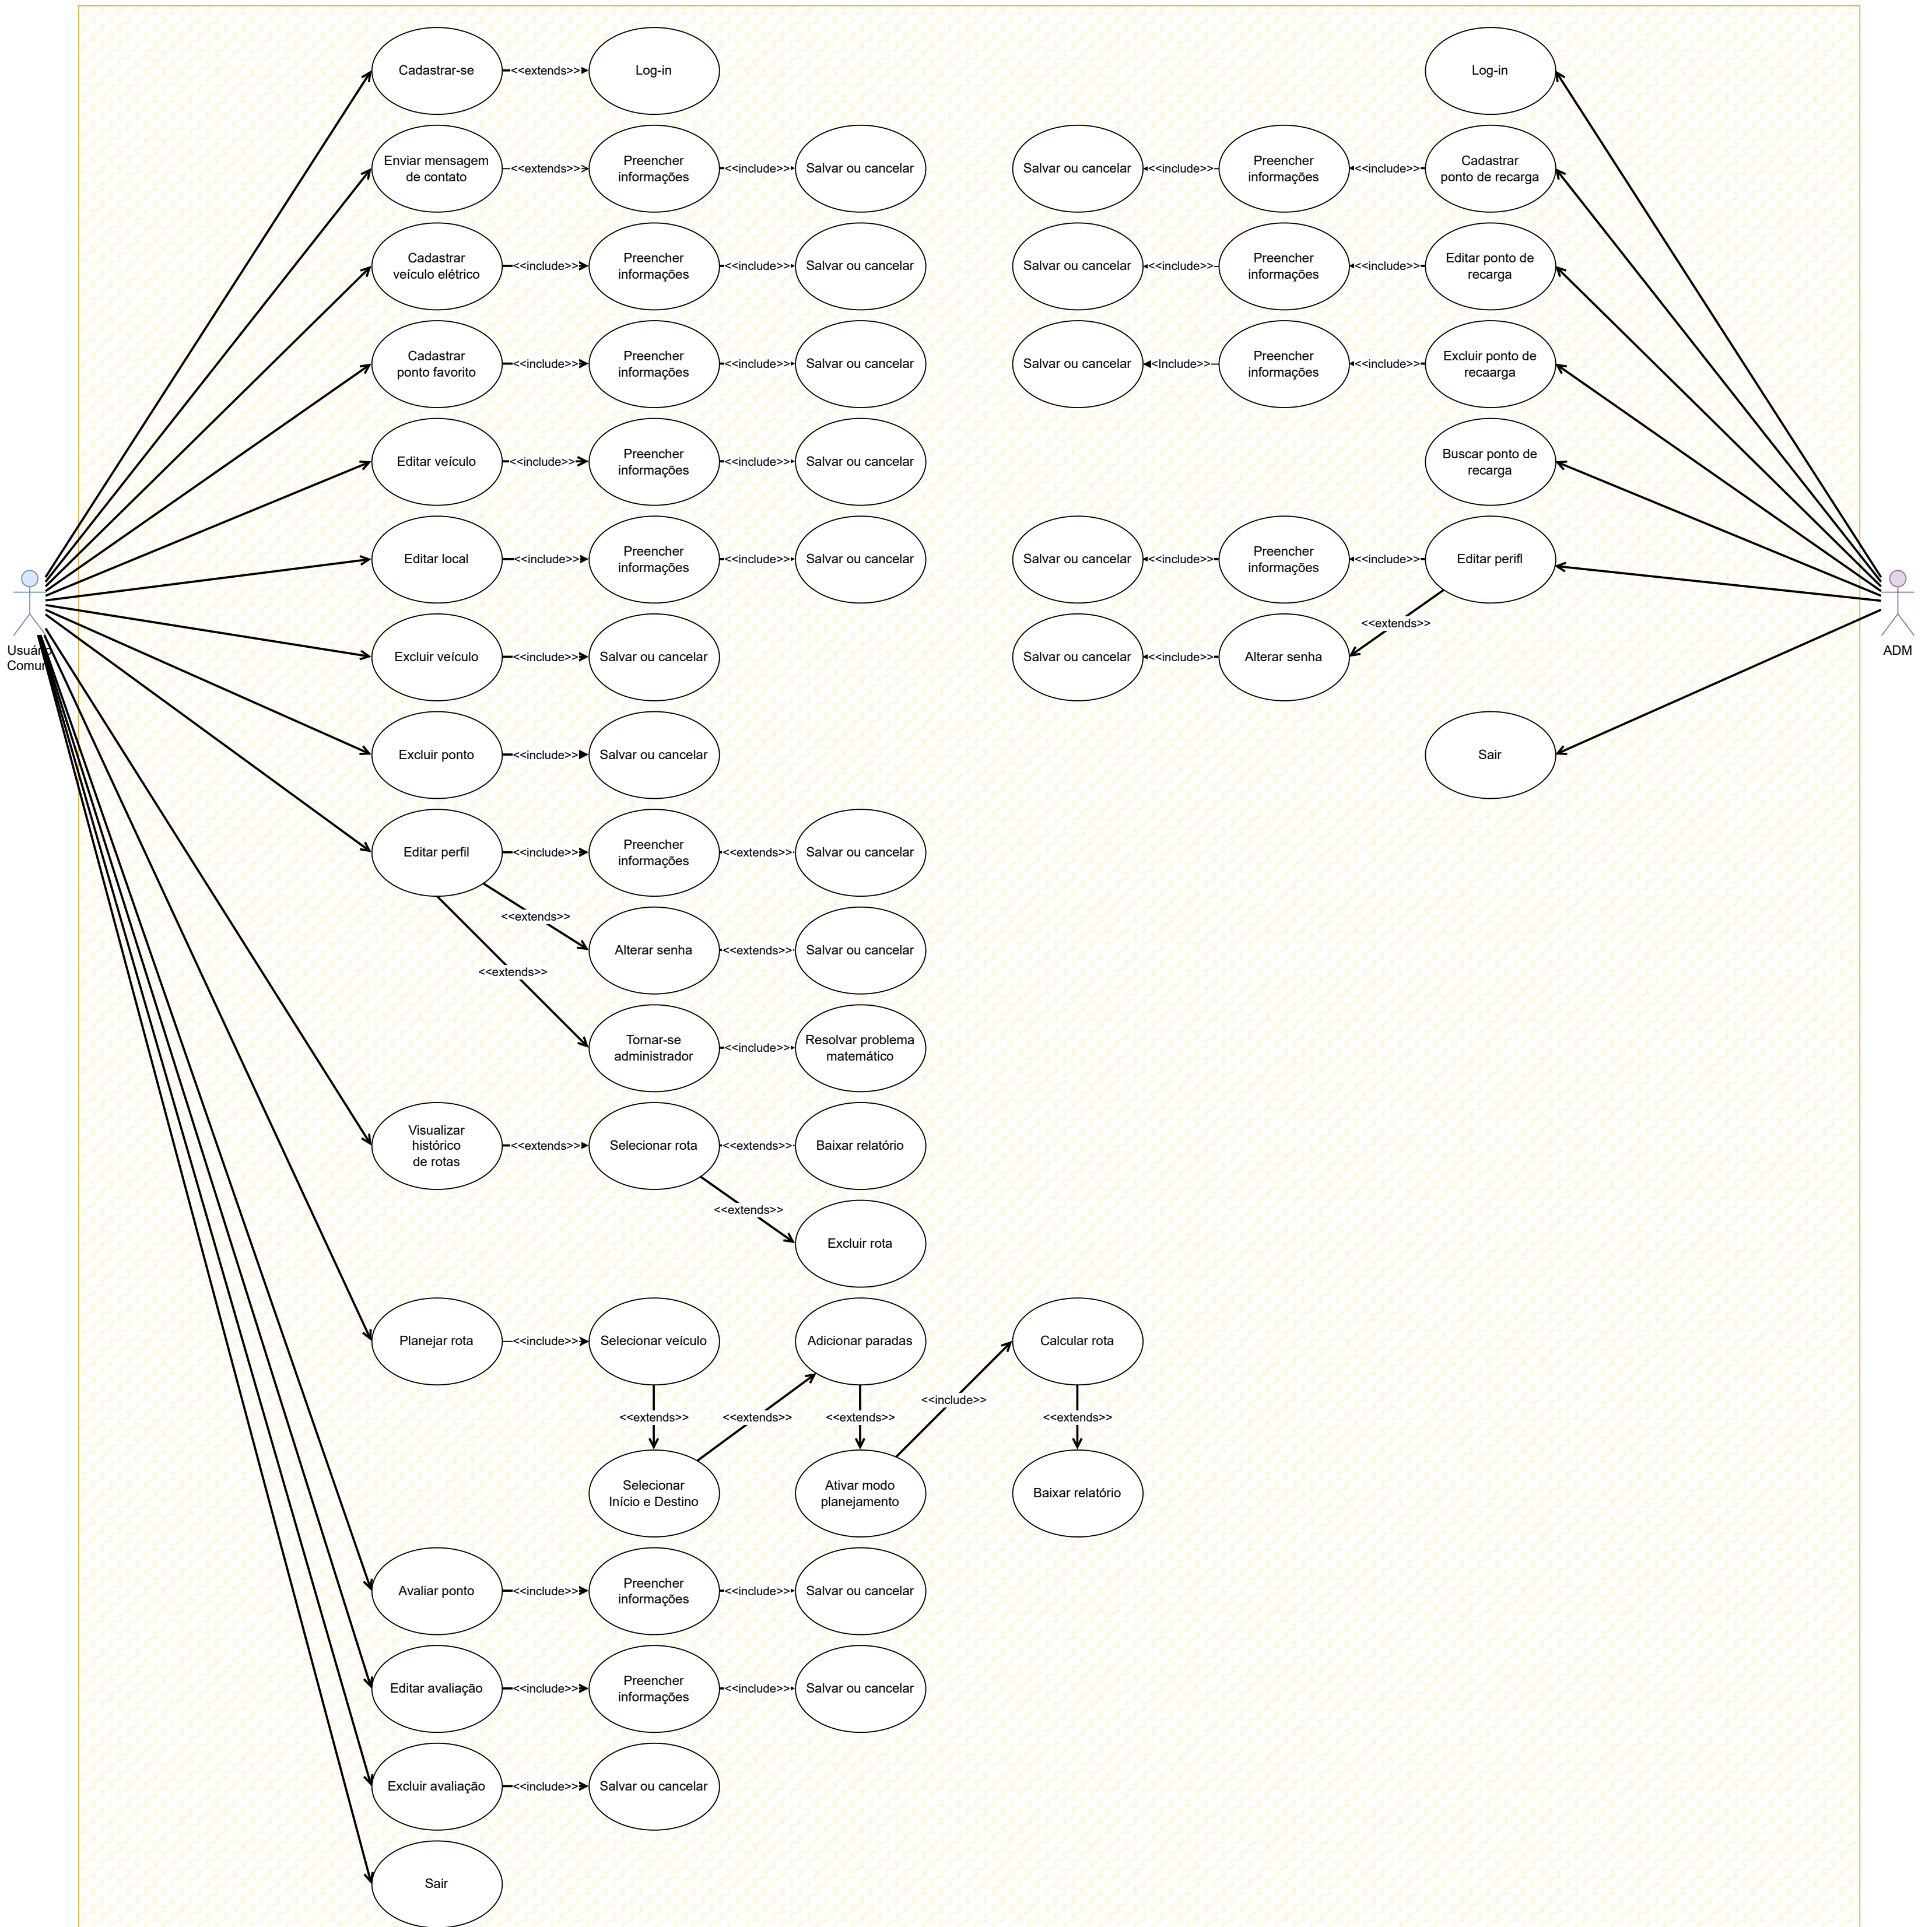 Cadastrar-se
<<extends>>
Log-in
Log-in
Enviar mensagem
de contato
<<extends>>
Preencher
informações
<<include>>
Salvar ou cancelar
Salvar ou cancelar
<<include>>
Preencher
informações
<<include>>
Cadastrar
ponto de recarga
Cadastrar
veículo elétrico
<<include>>
Preencher
informações
<<include>>
Salvar ou cancelar
Salvar ou cancelar
<<include>>
Preencher
informações
<<include>>
Editar ponto de
recarga
Cadastrar
ponto favorito
<<include>>
Preencher
informações
<<include>>
Salvar ou cancelar
Salvar ou cancelar
<Include>>
Preencher
informações
<<include>>
Excluir ponto de
recaarga
Editar veículo
<<include>>
Preencher
informações
<<include>>
Salvar ou cancelar
Buscar ponto de
recarga
Editar local
<<include>>
Preencher
informações
<<include>>
Salvar ou cancelar
Salvar ou cancelar
<<include>>
Preencher
informações
<<include>>
Editar perifl
<<extends>>
Usuário
Comum
ADM
Excluir veículo
<<include>>
Salvar ou cancelar
Salvar ou cancelar
<<include>>
Alterar senha
Excluir ponto
<<include>>
Salvar ou cancelar
Sair
Editar perfil
<<include>>
Preencher
informações
<<extends>>
Salvar ou cancelar
<<extends>>
Alterar senha
<<extends>>
Salvar ou cancelar
<<extends>>
Tornar-se
administrador
<<include>>
Resolvar problema
matemático
Visualizar
histórico
de rotas
<<extends>>
Selecionar rota
<<extends>>
Baixar relatório
<<extends>>
Excluir rota
Planejar rota
<<include>>
Selecionar veículo
Adicionar paradas
Calcular rota
<<include>>
<<extends>>
<<extends>>
<<extends>>
<<extends>>
Selecionar
Início e Destino
Ativar modo
planejamento
Baixar relatório
Avaliar ponto
<<include>>
Preencher
informações
<<include>>
Salvar ou cancelar
Editar avaliação
<<include>>
Preencher
informações
<<include>>
Salvar ou cancelar
Excluir avaliação
<<include>>
Salvar ou cancelar
Sair